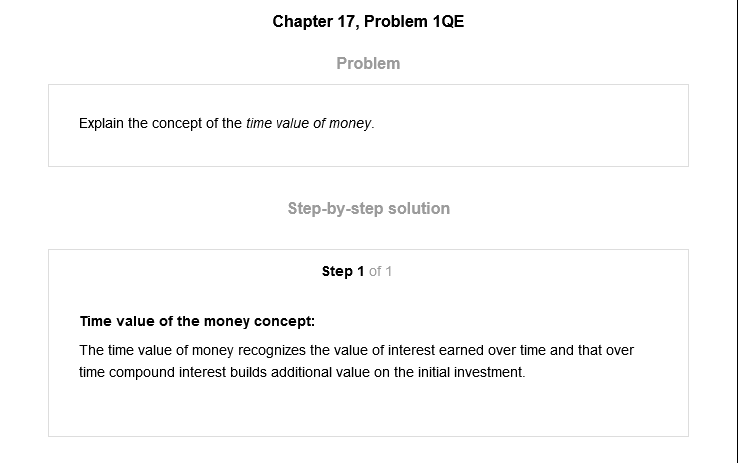 Chapter 17, Problem 1QE
Problem
Explain the concept of the time value of money.
Step-by-step solution
Step 1 of 1
Time value of the money concept:
The time value of money recognizes the value of interest earned over time and that over
time compound interest builds additional value on the initial investment.